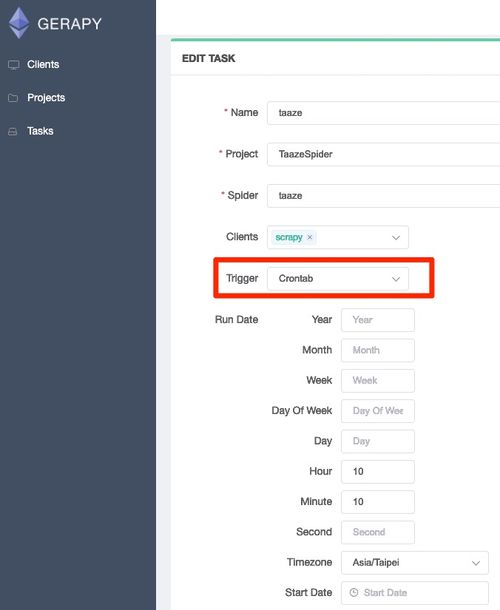 GERAPY
Clients
Projects
Tasks
EDIT TASK
* Name taaze
* Project TaazeSpider
* Spider taaze
Clients scrapy ×
Trigger Crontab
Run Date Year Year
Month Month
Week Week
Day Of Week Day Of Wee
Day Day
Hour 10
Minute 10
Second Second
Timezone Asia/Taipei
Start Date Start Date